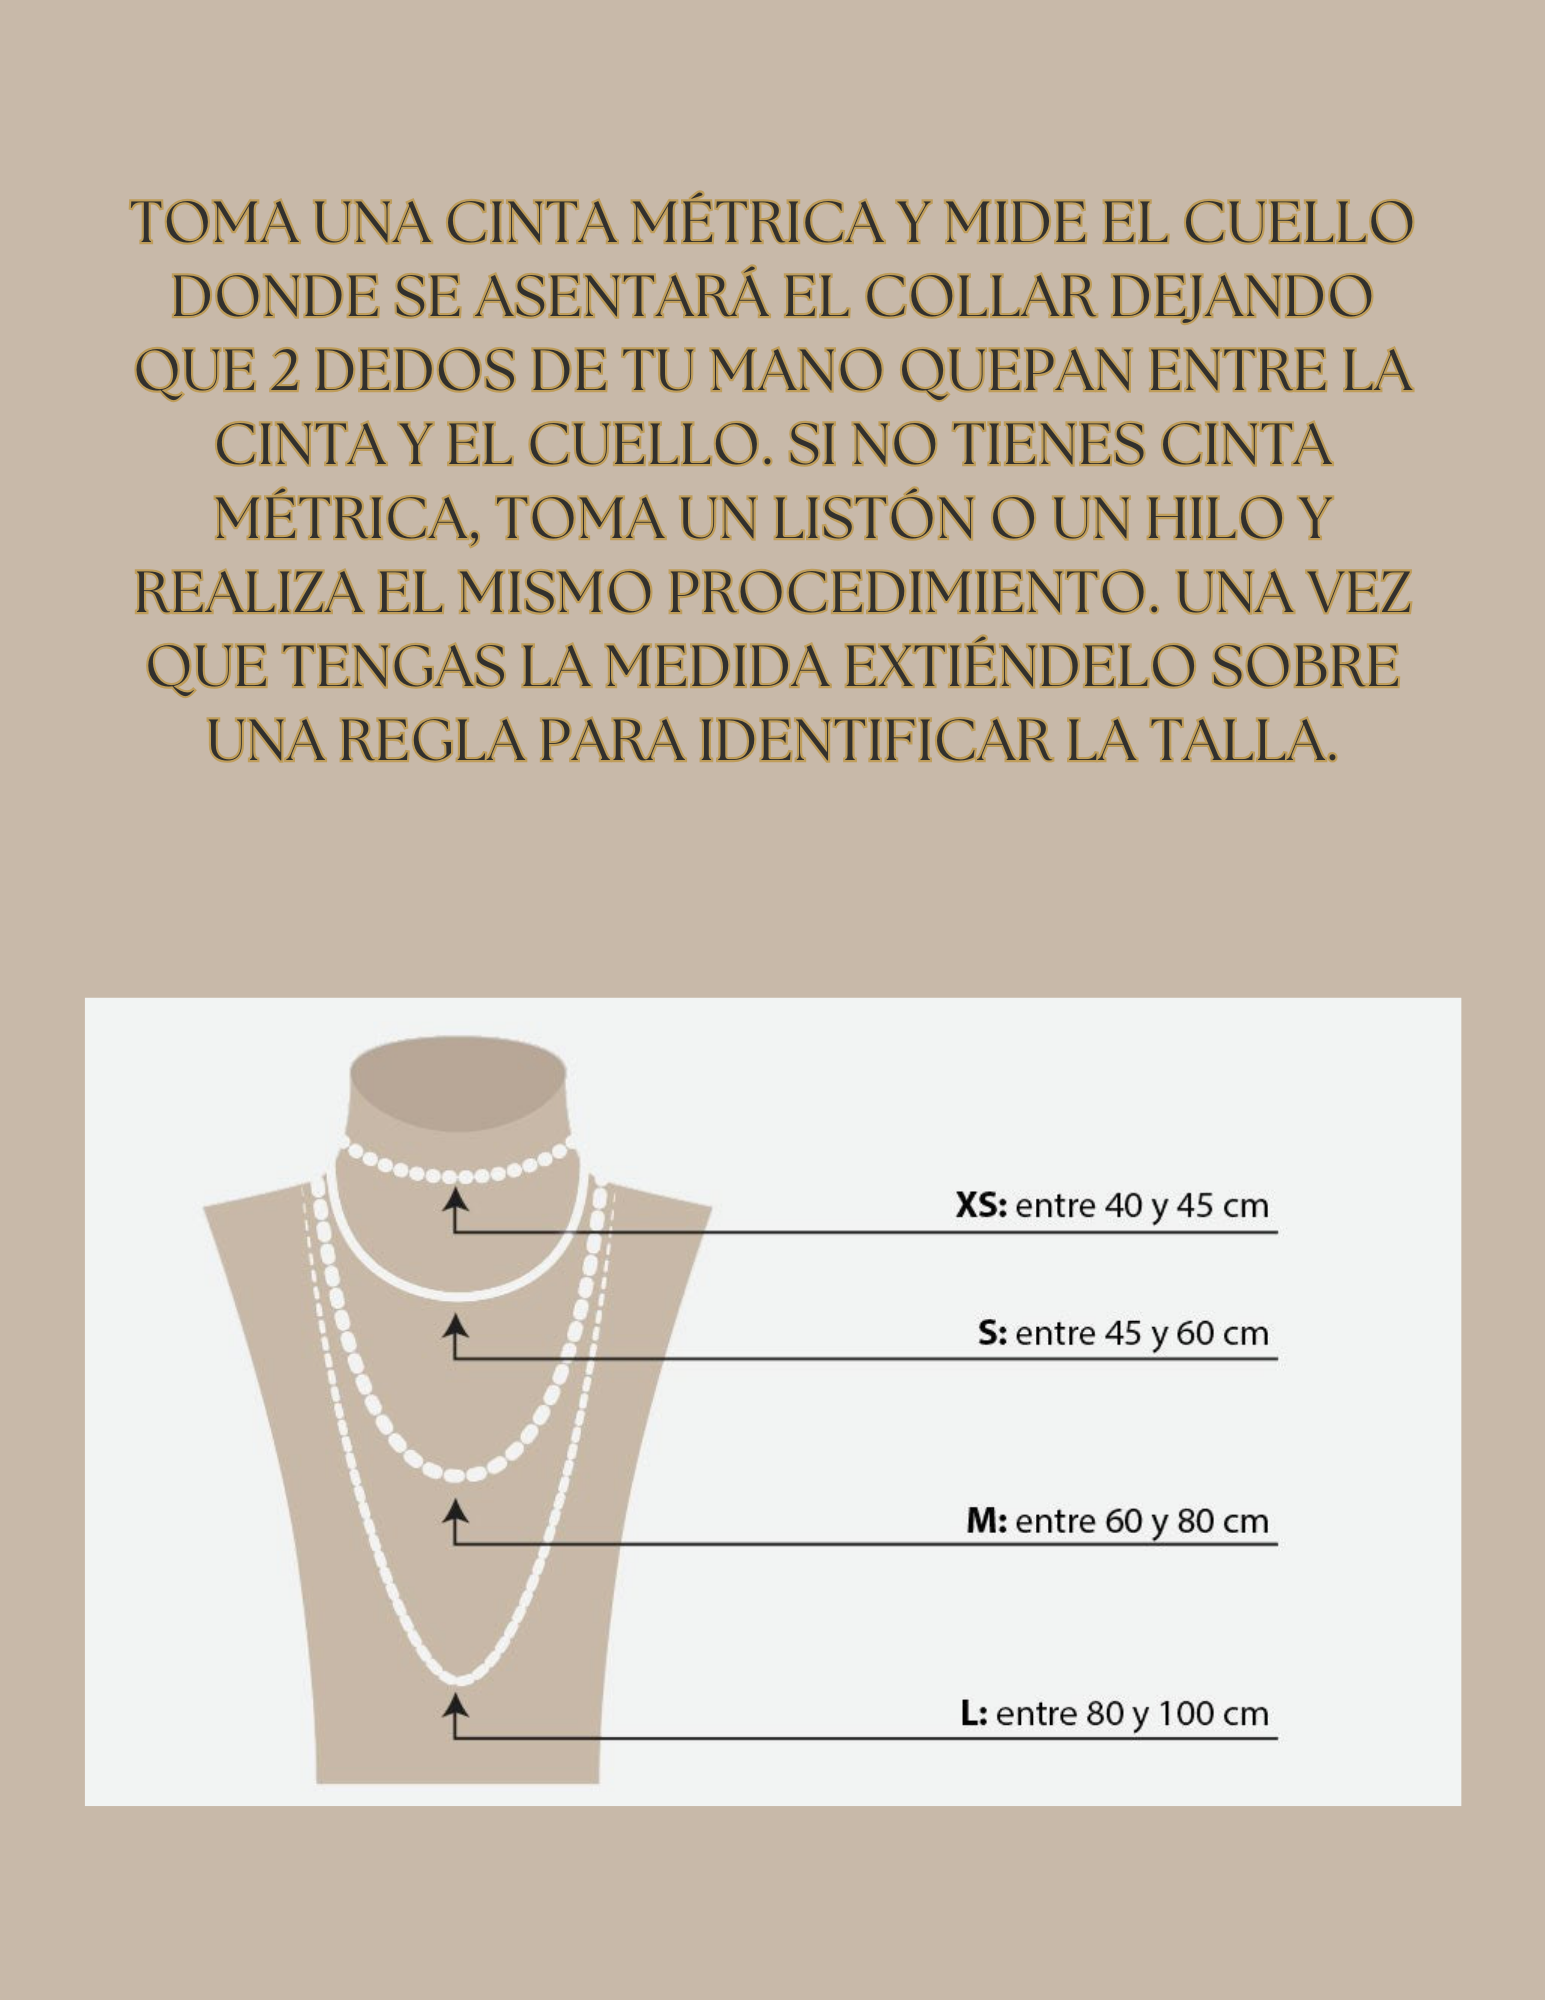 TOMA UNA CINTA MÉTRICA Y MIDE EL CUELLO
DONDE SE ASENTARÁ EL COLLAR DEJANDO
QUE 2 DEDOS DE TU MANO QUEPAN ENTRE LA
CINTA Y EL CUELLO. SI NO TIENES CINTA
MÉTRICA, TOMA UN LISTÓN O UN HILO Y
REALIZA EL MISMO PROCEDIMIENTO. UNA VEZ
QUE TENGAS LA MEDIDA EXTIÉNDELO SOBRE
UNA REGLA PARA IDENTIFICAR LA TALLA.
XS: entre 40 y 45 cm
S: entre 45 y 60 cm
M: entre 60 y 80 cm
L: entre 80 y 100 cm